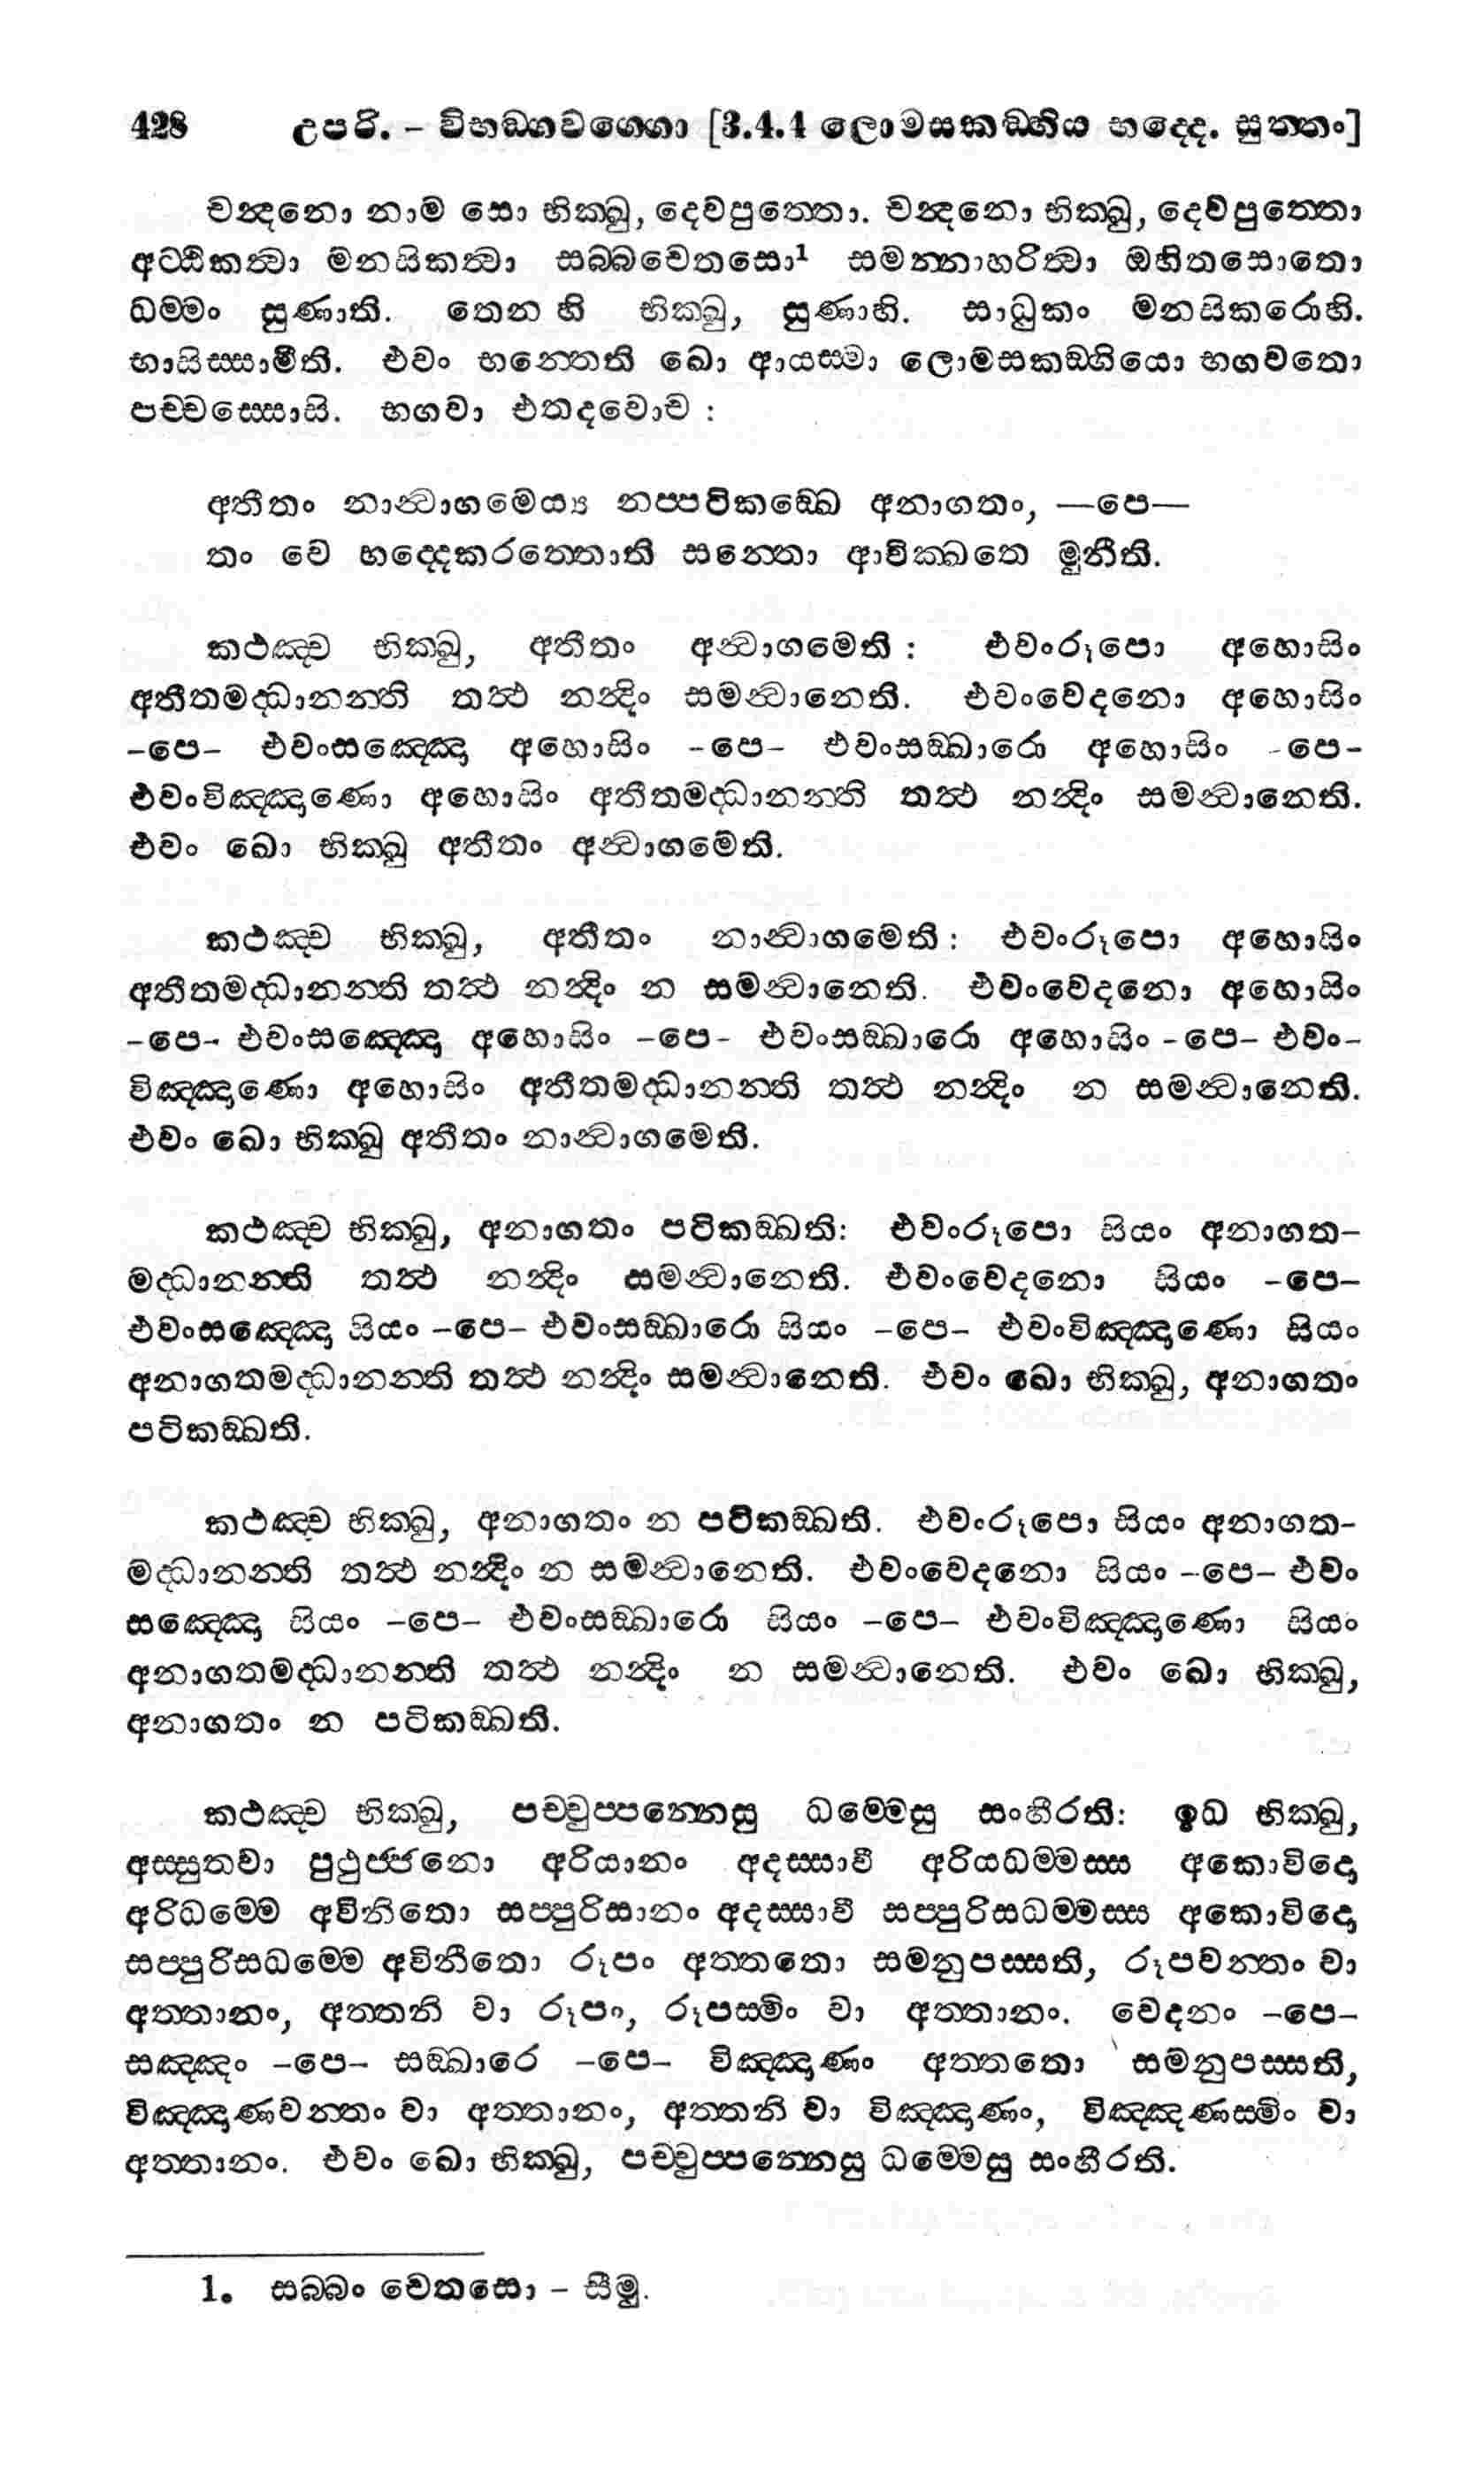 428 උපරි. – විභඞ්ගවග්ගො [3.4.4 ලොමසකඞ්ගිය භද්දෙ. සුත්තං]
චන්දනො නාම සො භික්ඛු, දෙවපුත්තො. චන්දනො භික්ඛු, දෙවපුත්තො
අට්ඨිකත්වා මනසිකත්වා සබ්බචෙතසො¹ සමන්නාහරිත්වා ඔහිතසොතො
ධම්මං සුණාති. තෙන හි භික්ඛු, සුණාහි. සාධුකං මනසිකරොහි.
භාසිස්සාමීති. එවං භන්තෙති ඛො ආයස්මා ලොමසකඞ්ගියො භගවතො
පච්චස්සොසි. භගවා එතදවොච :
අතීතං නාන්වාගමෙය්‍ය නප්පටිකඞ්ඛෙ අනාගතං, —පෙ—
තං වෙ භද්දෙකරත්තොති සන්තො ආචික්ඛතෙ මුනීති.
කථඤ්ච භික්ඛු, අතීතං අන්වාගමෙති : එවංරූපො අහොසිං
අතීතමද්ධානන්ති තත්ථ නන්දිං සමන්වානෙති. එවංවෙදනො අහොසිං
-පෙ- එවංසඤ්ඤො අහොසිං -පෙ- එවංසඞ්ඛාරො අහොසිං -පෙ-
එවංවිඤ්ඤාණො අහොසිං අතීතමද්ධානන්ති තත්ථ නන්දිං සමන්වානෙති.
එවං ඛො භික්ඛු අතීතං අන්වාගමෙති.
කථඤ්ච භික්ඛු, අතීතං නාන්වාගමෙති : එවංරූපො අහොසිං
අතීතමද්ධානන්ති තත්ථ නන්දිං න සමන්වානෙති. එවංවෙදනො අහොසිං
-පෙ- එවංසඤ්ඤො අහොසිං -පෙ- එවංසඞ්ඛාරො අහොසිං -පෙ- එවං-
විඤ්ඤාණො අහොසිං අතීතමද්ධානන්ති තත්ථ නන්දිං න සමන්වානෙති.
එවං ඛො භික්ඛු අතීතං නාන්වාගමෙති.
කථඤ්ච භික්ඛු, අනාගතං පටිකඞ්ඛති: එවංරූපො සියං අනාගත-
මද්ධානන්ති තත්ථ නන්දිං සමන්වානෙති. එවංවෙදනො සියං -පෙ-
එවංසඤ්ඤො සියං -පෙ- එවංසඞ්ඛාරො සියං -පෙ- එවංවිඤ්ඤාණො සියං
අනාගතමද්ධානන්ති තත්ථ නන්දිං සමන්වානෙති. එවං ඛො භික්ඛු, අනාගතං
පටිකඞ්ඛති.
කථඤ්ච භික්ඛු, අනාගතං න පටිකඞ්ඛති. එවංරූපො සියං අනාගත-
මද්ධානන්ති තත්ථ නන්දිං න සමන්වානෙති. එවංවෙදනො සියං -පෙ- එවං
සඤ්ඤො සියං -පෙ- එවංසඞ්ඛාරො සියං -පෙ- එවංවිඤ්ඤාණො සියං
අනාගතමද්ධානන්ති තත්ථ නන්දිං න සමන්වානෙති. එවං ඛො භික්ඛු,
අනාගතං න පටිකඞ්ඛති.
කථඤ්ච භික්ඛු, පච්චුප්පන්නෙසු ධම්මෙසු සංහීරති: ඉධ භික්ඛු,
අස්සුතවා පුථුජ්ජනො අරියානං අදස්සාවී අරියධම්මස්ස අකොවිදො
අරිධම්මෙ අවිනිතො සප්පුරිසානං අදස්සාවී සප්පුරිසධම්මස්ස අකොවිදො
සප්පුරිසධම්මෙ අවිනීතො රූපං අත්තතො සමනුපස්සති, රූපවන්තං වා
අත්තානං, අත්තනි වා රූපං, රූපස්මිං වා අත්තානං. වෙදනං -පෙ-
සඤ්ඤං -පෙ- සඞ්ඛාරෙ -පෙ- විඤ්ඤාණං අත්තතො සමනුපස්සති,
විඤ්ඤාණවන්තං වා අත්තානං, අත්තනි වා විඤ්ඤාණං, විඤ්ඤණස්මිං වා
අත්තානං. එවං ඛො භික්ඛු, පච්චුප්පන්නෙසු ධම්මෙසු සංහීරති.
1. සබ්බං චෙතසො – සීමු.